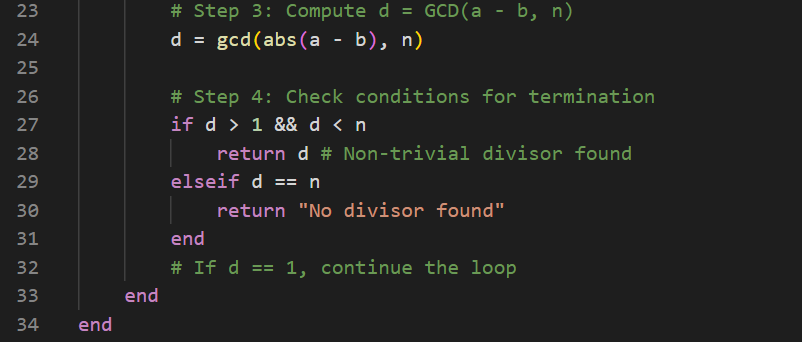 23 # Step 3: Compute d = GCD(a - b, n)
24 d = gcd(abs(a - b), n)
25
26 # Step 4: Check conditions for termination
27 if d > 1 && d < n
28 return d # Non-trivial divisor found
29 elseif d == n
30 return "No divisor found"
31 end
32 # If d == 1, continue the loop
33 end
34 end